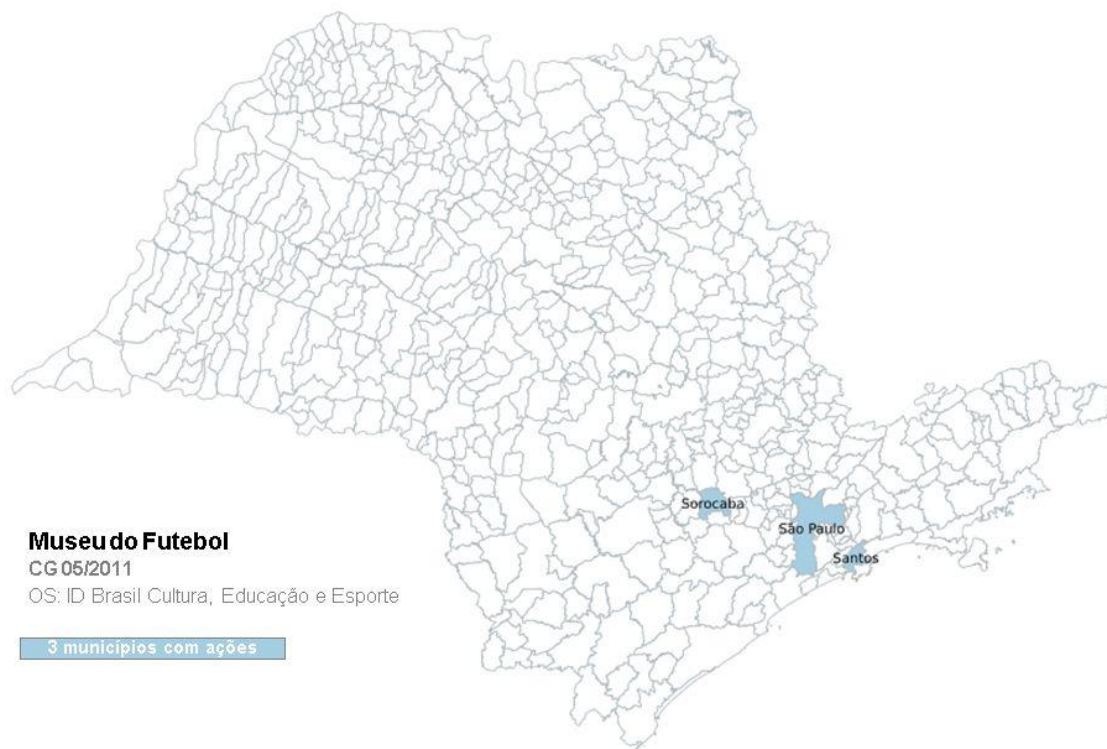 Sorocaba
São Paulo
Santos
Museu do Futebol
CG 05/2011
OS: ID Brasil Cultura, Educação e Esporte
3 municípios com ações